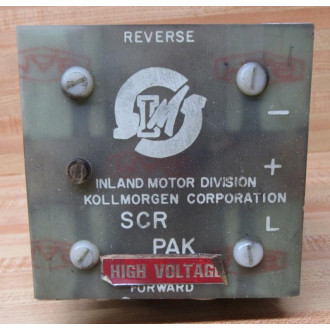 REVERSE
IMS
−
+
INLAND MOTOR DIVISION
KOLLMORGEN CORPORATION
SCR
L
PAK
HIGH VOLTAGE
FORWARD